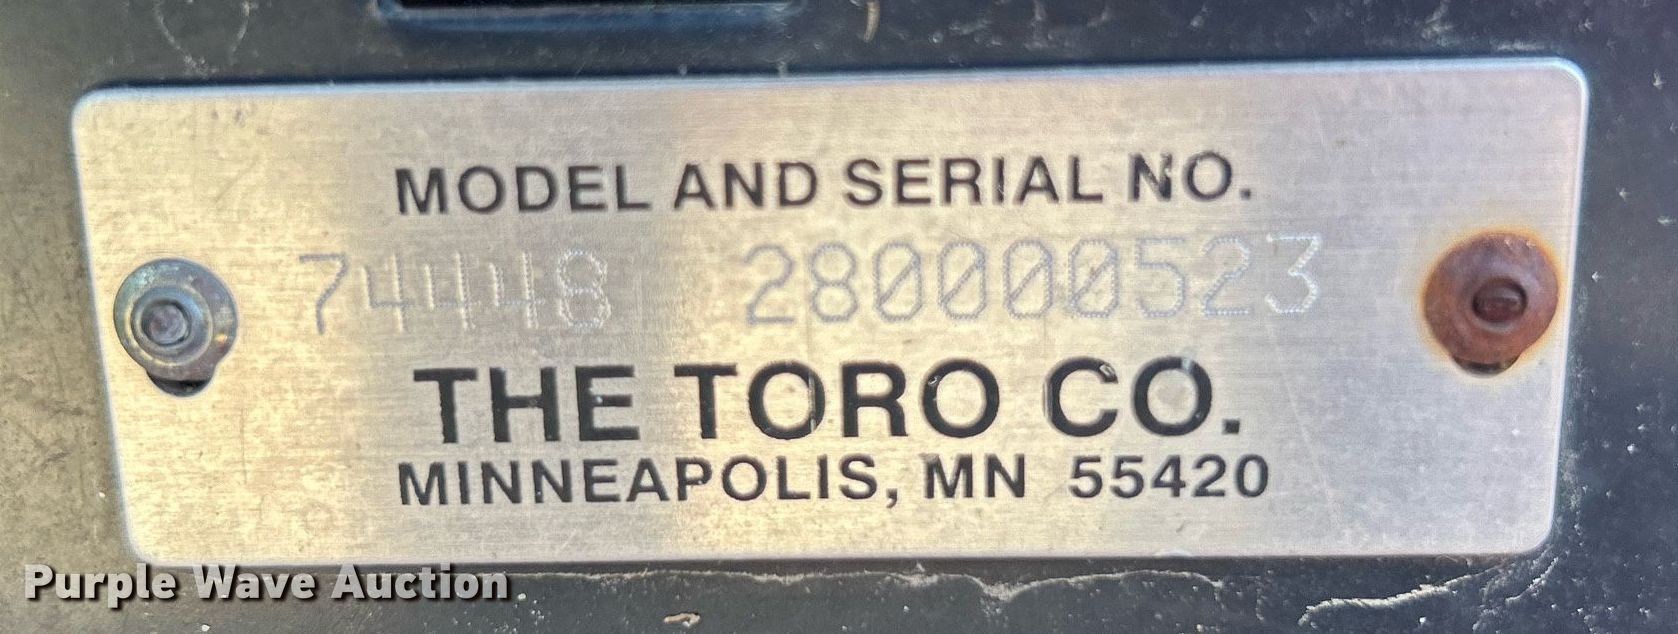 MODEL AND SERIAL NO.
74448 280000523
THE TORO CO.
MINNEAPOLIS, MN 55420
Purple Wave Auction